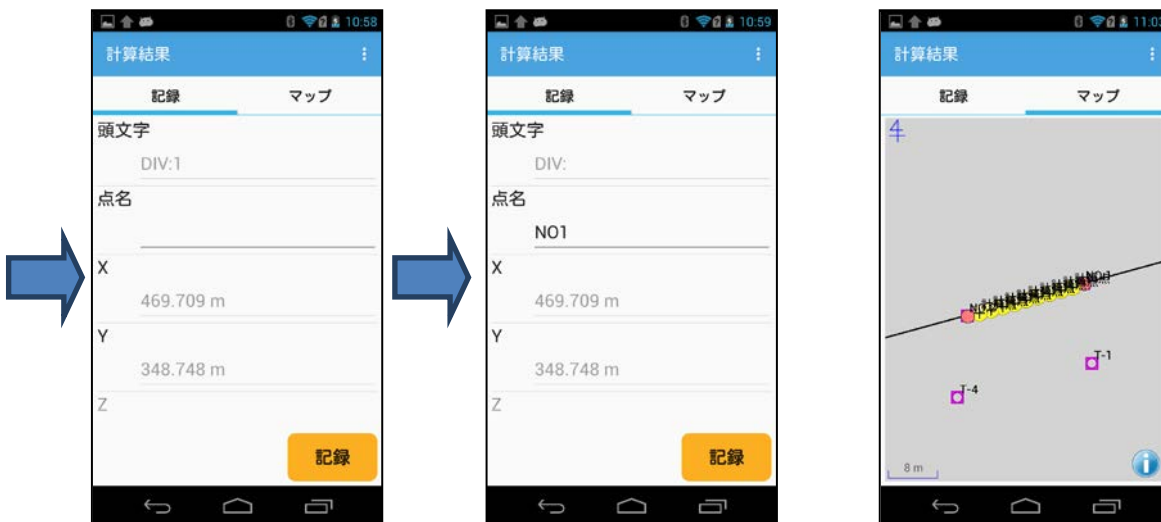 10:58
計算結果
記録 マップ
頭文字
DIV:1
点名
X
469.709 m
Y
348.748 m
Z
記録
10:59
計算結果
記録 マップ
頭文字
DIV:
点名
NO1
X
469.709 m
Y
348.748 m
Z
記録
11:03
計算結果
記録 マップ
T-1
T-4
8 m